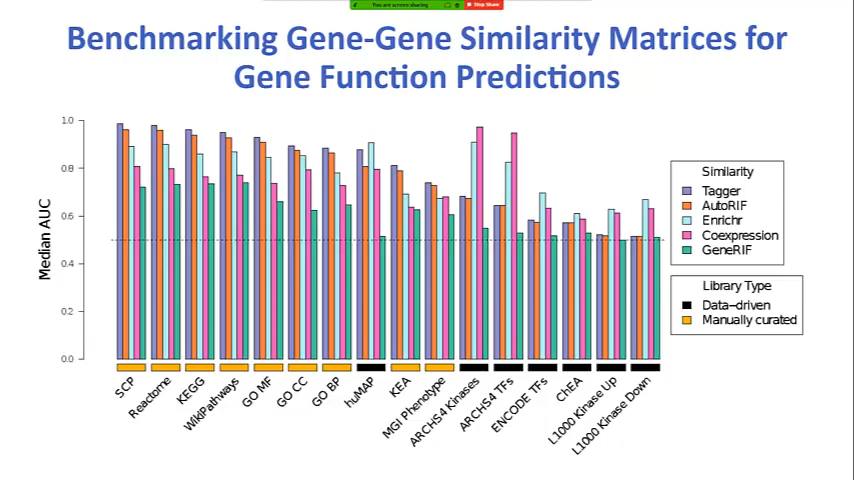 You are screen sharing Stop Share
Benchmarking Gene-Gene Similarity Matrices for
Gene Function Predictions
Median AUC
1.0
0.8
0.6
0.4
0.2
0.0
SCP
Reactome
KEGG
WikiPathways
GO MF
GO CC
GO BP
huMAP
KEA
MGI Phenotype
ARCHS4 Kinases
ARCHS4 TFs
ENCODE TFs
ChEA
L1000 Kinase Up
L1000 Kinase Down
Similarity
Tagger
AutoRIF
Enrichr
Coexpression
GeneRIF
Library Type
Data–driven
Manually curated